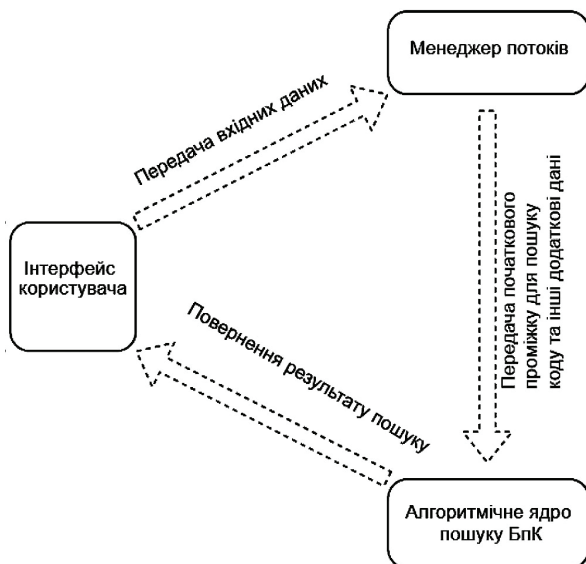 Менеджер потоків
Передача вхідних даних
Інтерфейс
користувача
Передача початкового
проміжку для пошуку
коду та інші додаткові дані
Повернення результату пошуку
Алгоритмічне ядро
пошуку БпК